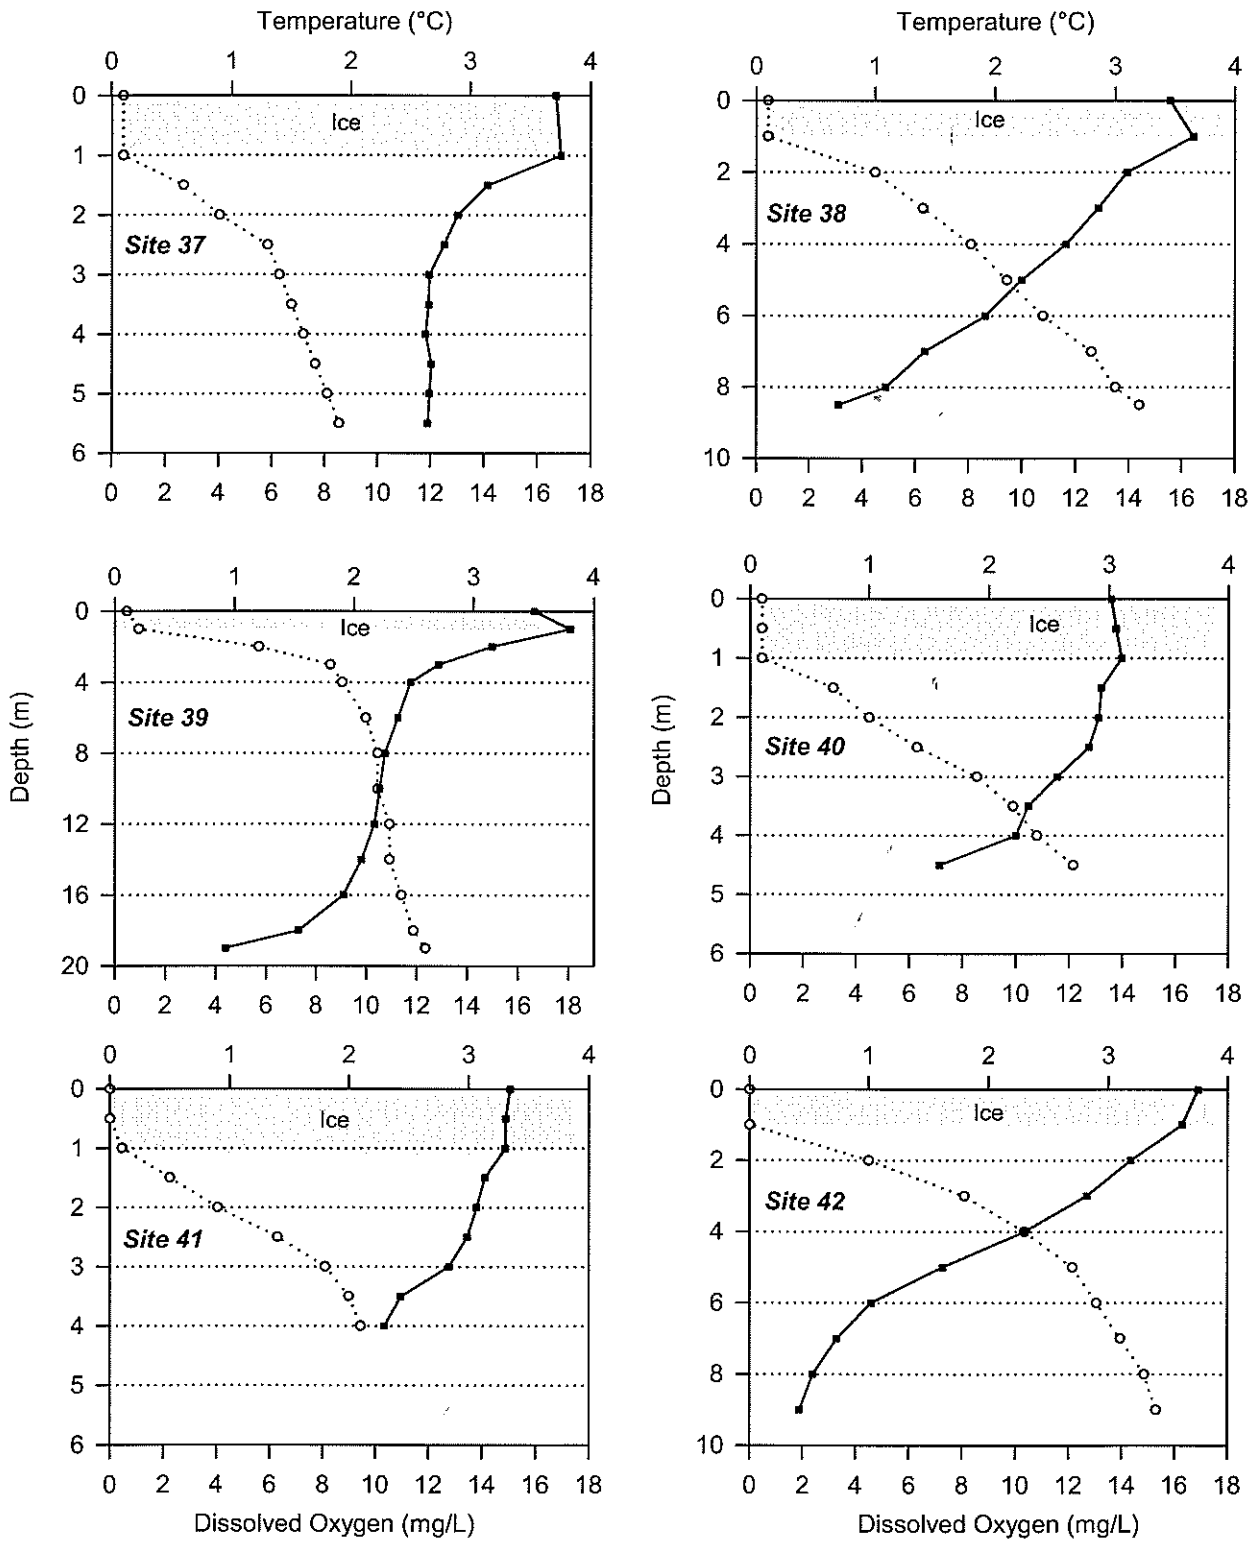 Temperature (°C)
0 1 2 3 4
0
1
2
3
4
5
6
Ice
Site 37
0 2 4 6 8 10 12 14 16 18
Temperature (°C)
0 1 2 3 4
0
2
4
6
8
10
Ice
Site 38
0 2 4 6 8 10 12 14 16 18
0 1 2 3 4
Depth (m)
0
4
8
12
16
20
Ice
Site 39
0 2 4 6 8 10 12 14 16 18
0 1 2 3 4
Depth (m)
0
1
2
3
4
5
6
Ice
Site 40
0 2 4 6 8 10 12 14 16 18
0 1 2 3 4
0
1
2
3
4
5
6
Ice
Site 41
0 2 4 6 8 10 12 14 16 18
Dissolved Oxygen (mg/L)
0 1 2 3 4
0
2
4
6
8
10
Ice
Site 42
0 2 4 6 8 10 12 14 16 18
Dissolved Oxygen (mg/L)